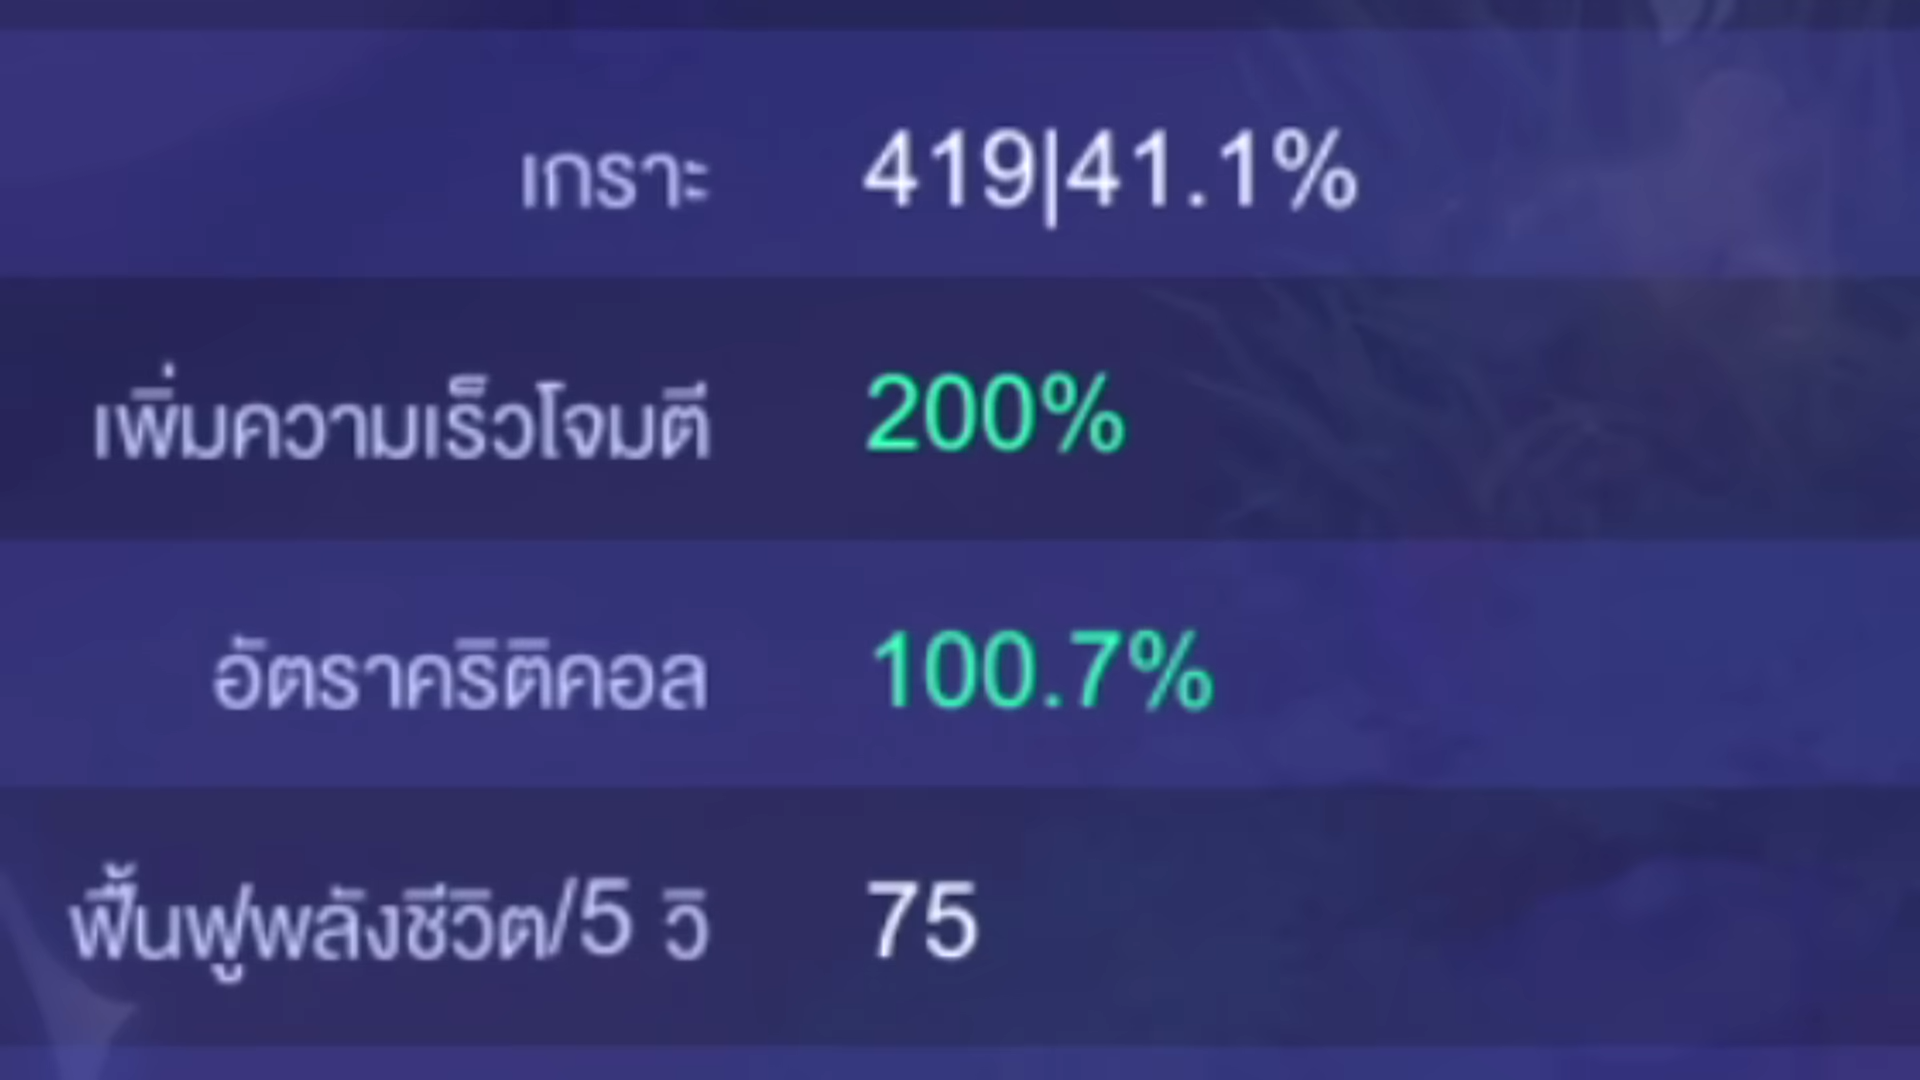 เกราะ 419|41.1%
เพิ่มความเร็วโจมตี 200%
อัตราคริติคอล 100.7%
ฟื้นฟูพลังชีวิต/5 วิ 75